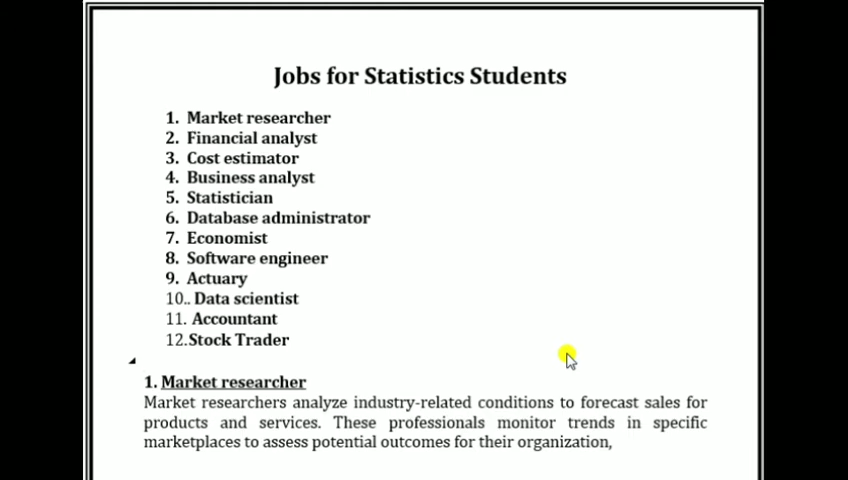 Jobs for Statistics Students
1. Market researcher
2. Financial analyst
3. Cost estimator
4. Business analyst
5. Statistician
6. Database administrator
7. Economist
8. Software engineer
9. Actuary
10.. Data scientist
11. Accountant
12.Stock Trader
1. Market researcher
Market researchers analyze industry-related conditions to forecast sales for
products and services. These professionals monitor trends in specific
marketplaces to assess potential outcomes for their organization,